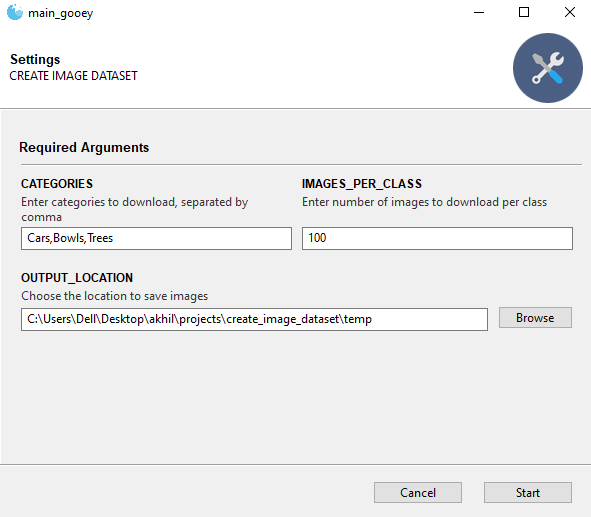 main_gooey
Settings
CREATE IMAGE DATASET
Required Arguments
CATEGORIES
Enter categories to download, separated by
comma
Cars,Bowls,Trees
IMAGES_PER_CLASS
Enter number of images to download per class
100
OUTPUT_LOCATION
Choose the location to save images
C:\Users\Dell\Desktop\akhil\projects\create_image_dataset\temp
Browse
Cancel
Start